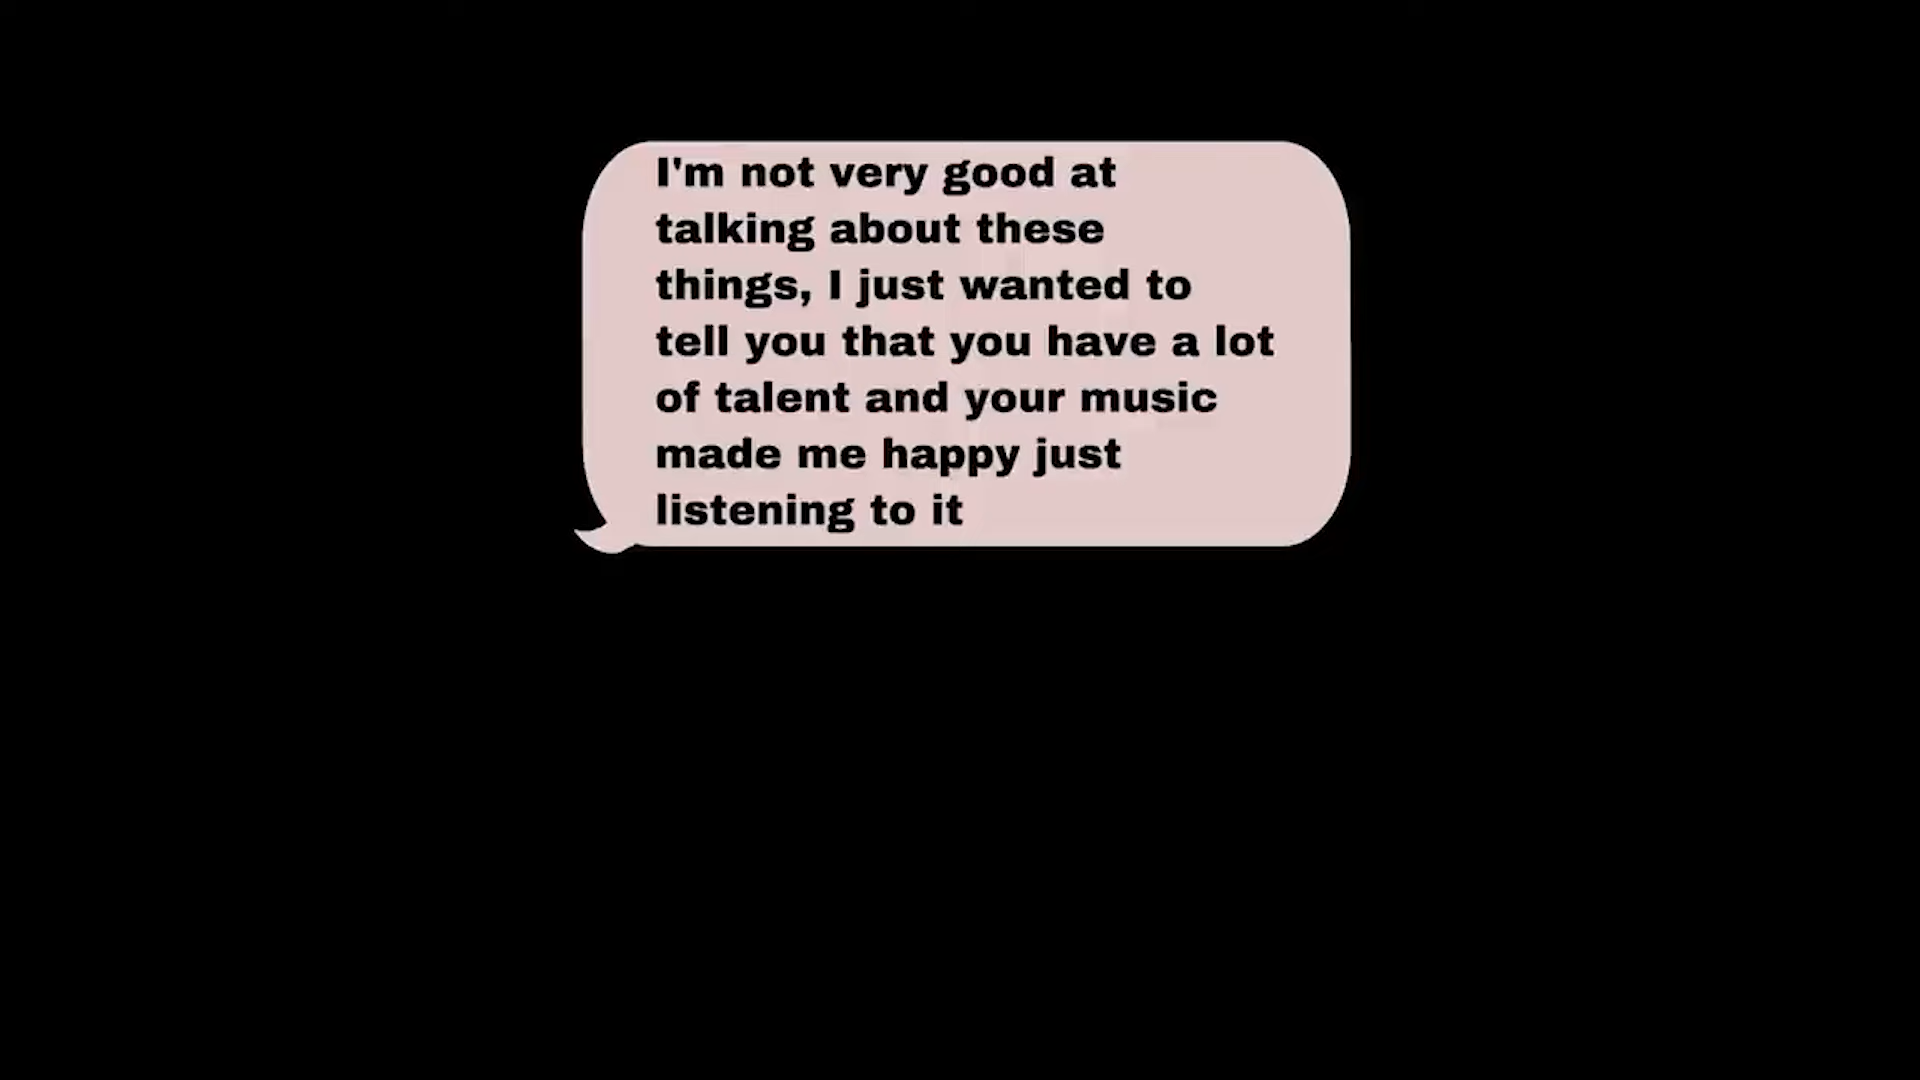 I'm not very good at
talking about these
things, I just wanted to
tell you that you have a lot
of talent and your music
made me happy just
listening to it